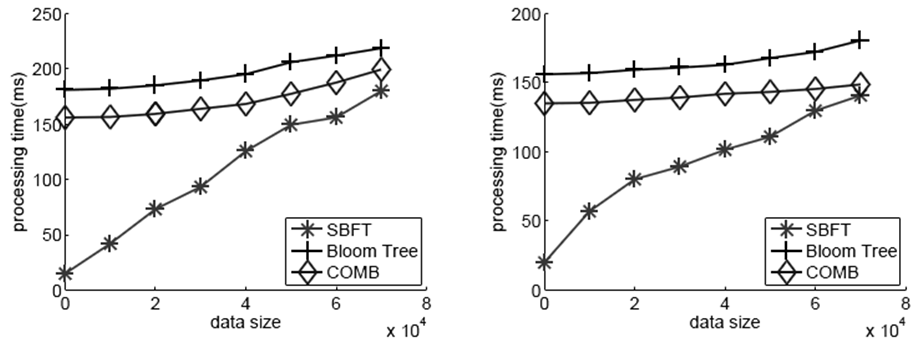 250
200
150
100
50
0
processing time(ms)
0 2 4 6 8
data size
x 10^4
SBFT
Bloom Tree
COMB
200
150
100
50
0
processing time(ms)
0 2 4 6 8
data size
x 10^4
SBFT
Bloom Tree
COMB